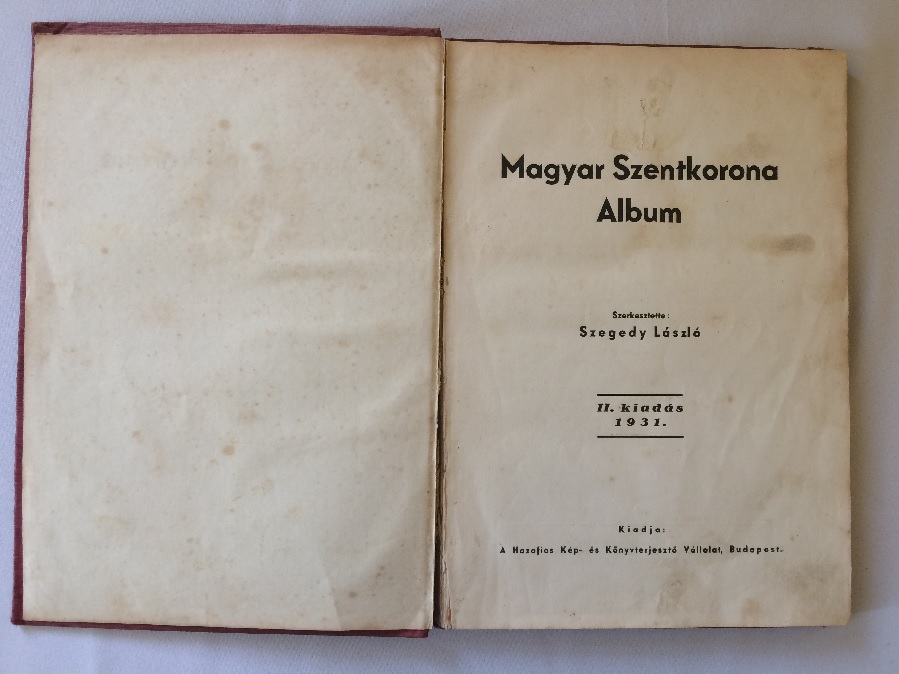 Magyar Szentkorona
Album
Szerkesztette:
Szegedy László
II. kiadás
1931.
Kiadja:
A Hazafias Kép- és Könyvterjesztő Vállalat, Budapest.